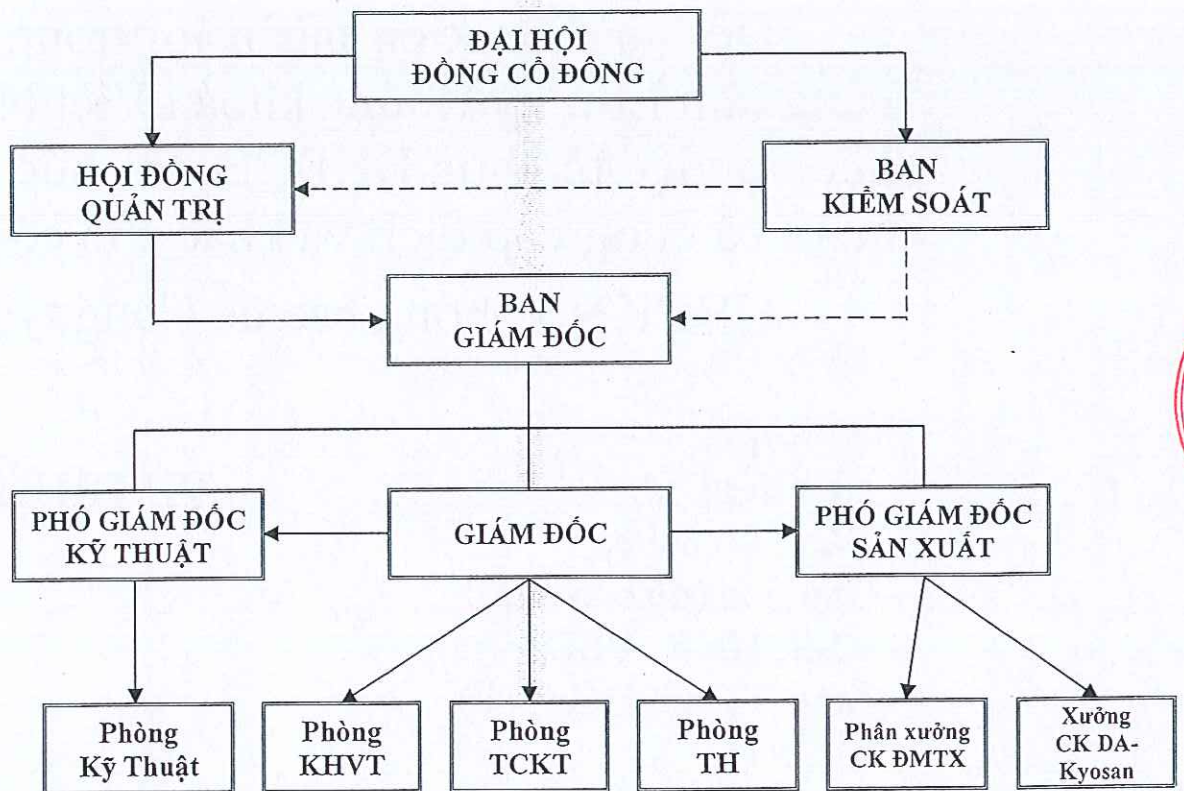 ĐẠI HỘI
ĐỒNG CỔ ĐÔNG
HỘI ĐỒNG
QUẢN TRỊ
BAN
KIỂM SOÁT
BAN
GIÁM ĐỐC
PHÓ GIÁM ĐỐC
KỸ THUẬT
GIÁM ĐỐC
PHÓ GIÁM ĐỐC
SẢN XUẤT
Phòng
Kỹ Thuật
Phòng
KHVT
Phòng
TCKT
Phòng
TH
Phân xưởng
CK ĐMTX
Xưởng
CK DA-
Kyosan